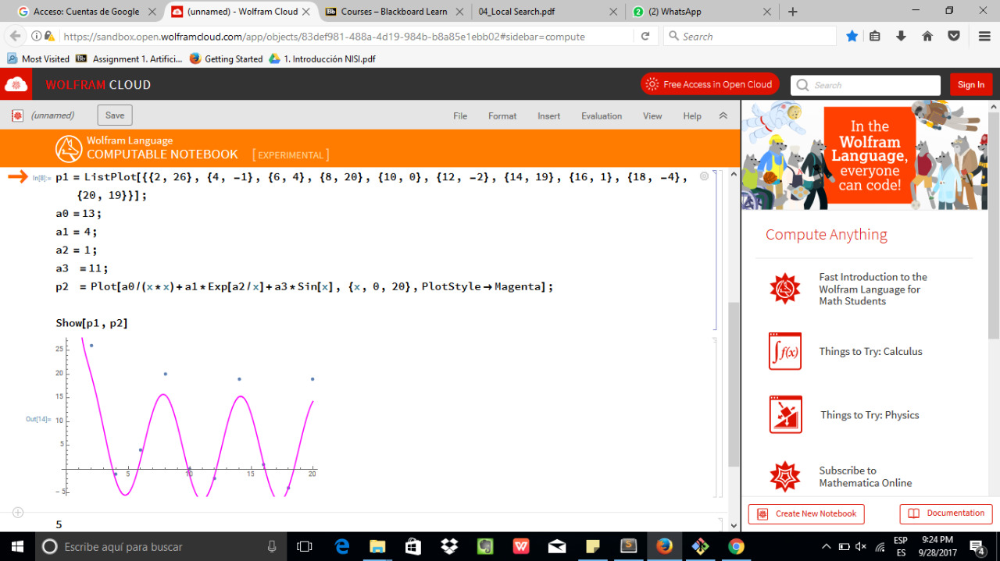 Acceso: Cuentas de Google
(unnamed) - Wolfram Cloud
Courses – Blackboard Learn
04_Local Search.pdf
(2) WhatsApp
https://sandbox.open.wolframcloud.com/app/objects/83def981-488a-4d19-984b-b8a85e1ebb02#sidebar=compute
Search
Most Visited
Assignment 1. Artifici...
Getting Started
1. Introducción NISI.pdf
WOLFRAM CLOUD
Free Access in Open Cloud
Search
Sign In
(unnamed)
Save
File
Format
Insert
Evaluation
View
Help
Wolfram Language
COMPUTABLE NOTEBOOK [ EXPERIMENTAL ]
In[8]:= p1 = ListPlot[{{2, 26}, {4, −1}, {6, 4}, {8, 20}, {10, 0}, {12, −2}, {14, 19}, {16, 1}, {18, −4},
{20, 19}}];
a0 = 13;
a1 = 4;
a2 = 1;
a3 = 11;
p2 = Plot[a0/(x*x)+a1*Exp[a2/x]+a3*Sin[x], {x, 0, 20}, PlotStyle→Magenta];
Show[p1, p2]
25
20
15
Out[14]= 10
5
5 10 15 20
−5
5
In the
Wolfram
Language,
everyone
can code!
Compute Anything
Fast Introduction to the
Wolfram Language for
Math Students
∫f(x)
Things to Try: Calculus
Things to Try: Physics
Subscribe to
Mathematica Online
Create New Notebook
Documentation
Escribe aquí para buscar
ESP
ES
9:24 PM
9/28/2017
4